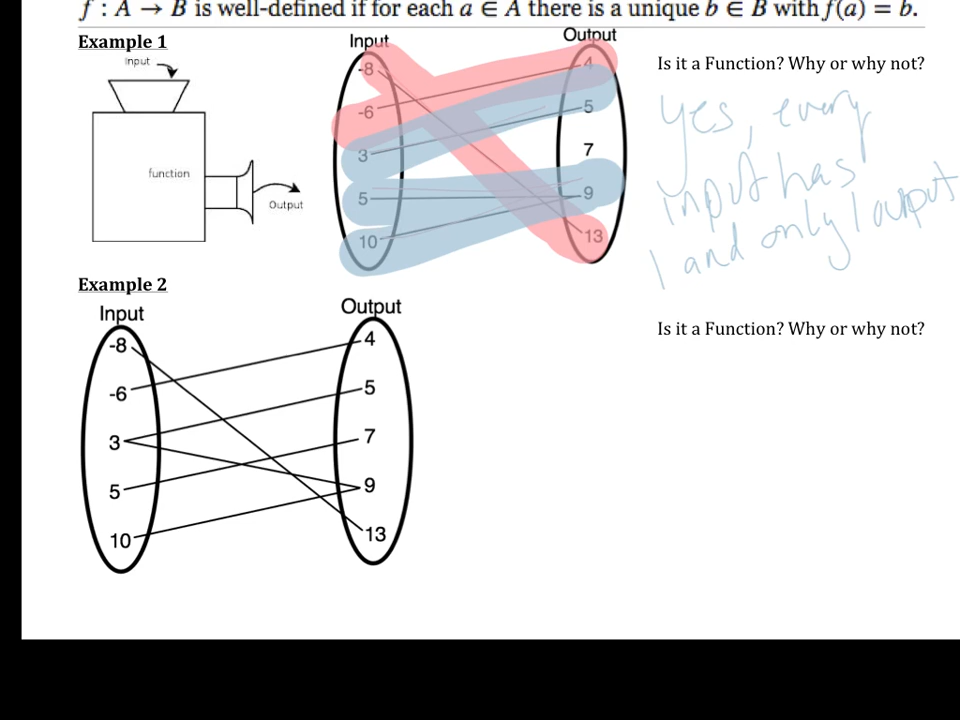 f : A → B is well-defined if for each a ∈ A there is a unique b ∈ B with f(a) = b.
Example 1
Input
function
Output
Input
-8
-6
3
5
10
Output
4
5
7
9
13
Is it a Function? Why or why not?
yes, every
input has
1 and only 1 output
Example 2
Input
-8
-6
3
5
10
Output
4
5
7
9
13
Is it a Function? Why or why not?